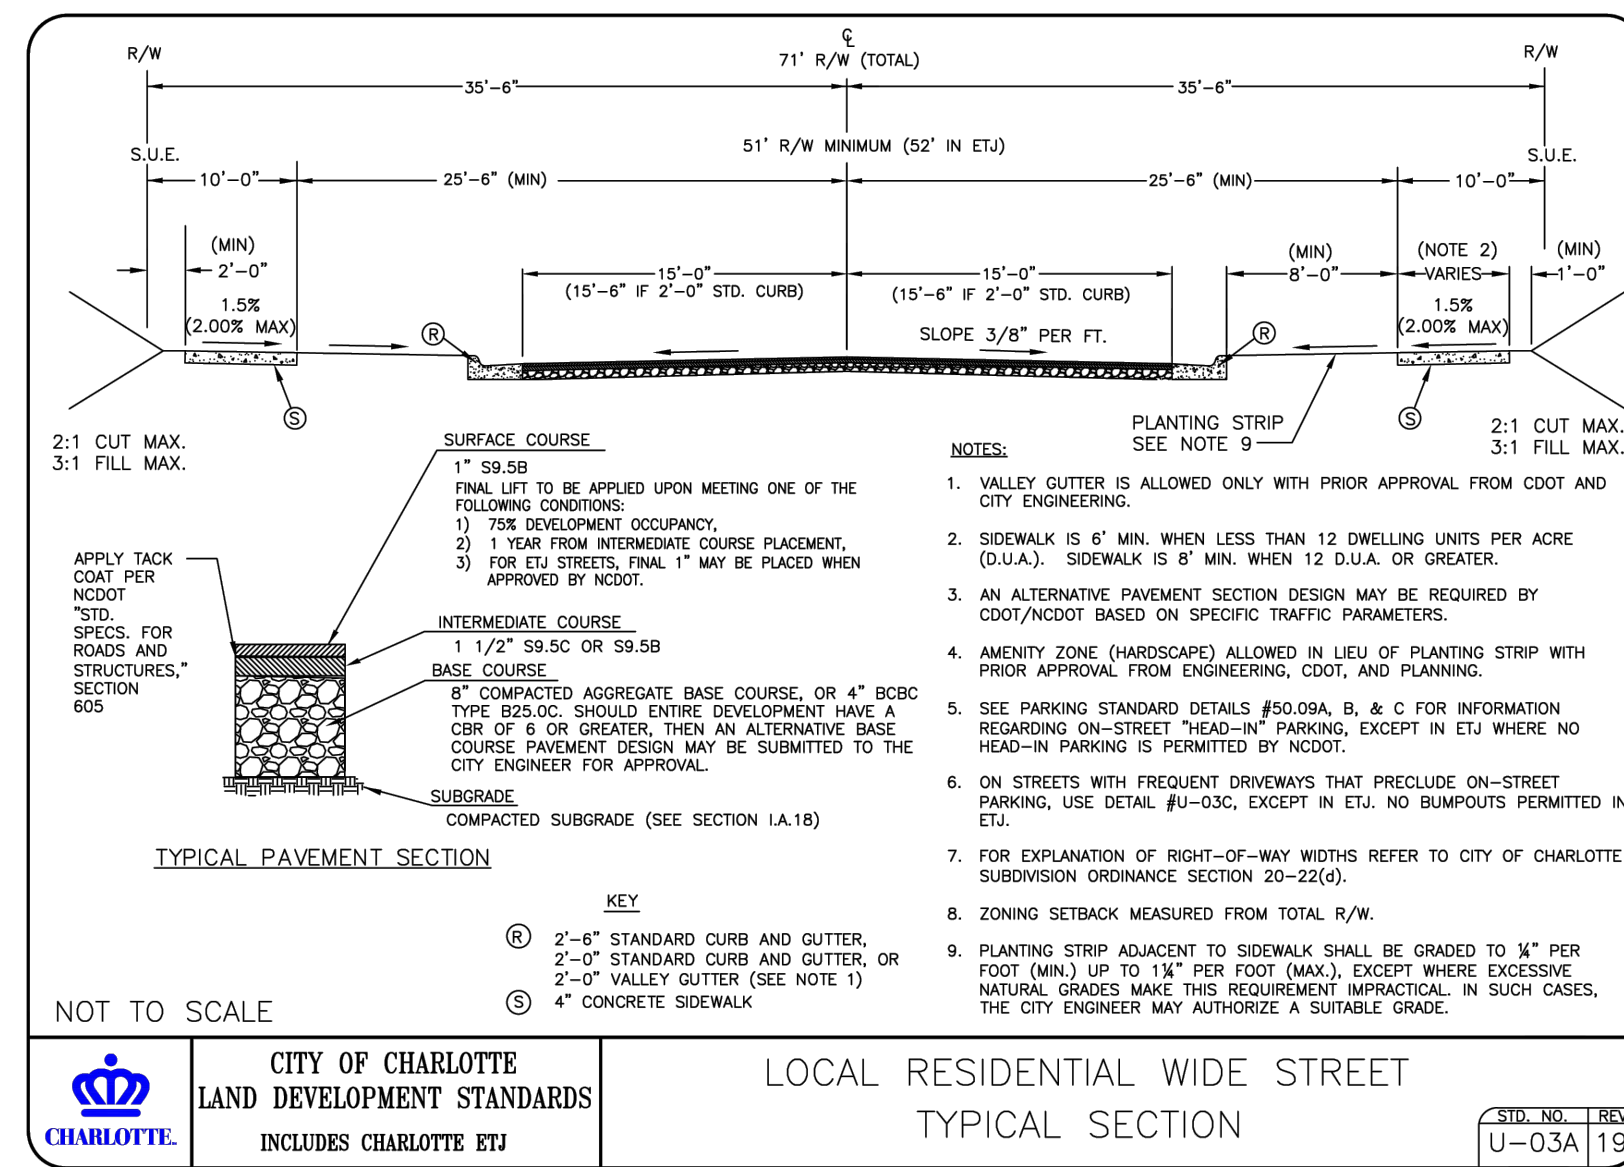 ℄
71' R/W (TOTAL)
R/W
R/W
35'-6"
35'-6"
51' R/W MINIMUM (52' IN ETJ)
S.U.E.
S.U.E.
10'-0"
25'-6" (MIN)
25'-6" (MIN)
10'-0"
(MIN)
2'-0"
1.5%
(2.00% MAX)
15'-0"
(15'-6" IF 2'-0" STD. CURB)
15'-0"
(15'-6" IF 2'-0" STD. CURB)
SLOPE 3/8" PER FT.
(MIN)
8'-0"
(NOTE 2)
VARIES
1.5%
(2.00% MAX)
(MIN)
1'-0"
R
R
S
S
2:1 CUT MAX.
3:1 FILL MAX.
PLANTING STRIP
SEE NOTE 9
2:1 CUT MAX.
3:1 FILL MAX.
SURFACE COURSE
1" S9.5B
FINAL LIFT TO BE APPLIED UPON MEETING ONE OF THE
FOLLOWING CONDITIONS:
1) 75% DEVELOPMENT OCCUPANCY,
2) 1 YEAR FROM INTERMEDIATE COURSE PLACEMENT,
3) FOR ETJ STREETS, FINAL 1" MAY BE PLACED WHEN
APPROVED BY NCDOT.
APPLY TACK
COAT PER
NCDOT
"STD.
SPECS. FOR
ROADS AND
STRUCTURES,"
SECTION
605
INTERMEDIATE COURSE
1 1/2" S9.5C OR S9.5B
BASE COURSE
8" COMPACTED AGGREGATE BASE COURSE, OR 4" BCBC
TYPE B25.0C. SHOULD ENTIRE DEVELOPMENT HAVE A
CBR OF 6 OR GREATER, THEN AN ALTERNATIVE BASE
COURSE PAVEMENT DESIGN MAY BE SUBMITTED TO THE
CITY ENGINEER FOR APPROVAL.
SUBGRADE
COMPACTED SUBGRADE (SEE SECTION I.A.18)
TYPICAL PAVEMENT SECTION
KEY
R 2'-6" STANDARD CURB AND GUTTER,
2'-0" STANDARD CURB AND GUTTER, OR
2'-0" VALLEY GUTTER (SEE NOTE 1)
S 4" CONCRETE SIDEWALK
NOT TO SCALE
NOTES:
1. VALLEY GUTTER IS ALLOWED ONLY WITH PRIOR APPROVAL FROM CDOT AND
CITY ENGINEERING.
2. SIDEWALK IS 6' MIN. WHEN LESS THAN 12 DWELLING UNITS PER ACRE
(D.U.A.). SIDEWALK IS 8' MIN. WHEN 12 D.U.A. OR GREATER.
3. AN ALTERNATIVE PAVEMENT SECTION DESIGN MAY BE REQUIRED BY
CDOT/NCDOT BASED ON SPECIFIC TRAFFIC PARAMETERS.
4. AMENITY ZONE (HARDSCAPE) ALLOWED IN LIEU OF PLANTING STRIP WITH
PRIOR APPROVAL FROM ENGINEERING, CDOT, AND PLANNING.
5. SEE PARKING STANDARD DETAILS #50.09A, B, & C FOR INFORMATION
REGARDING ON-STREET "HEAD-IN" PARKING, EXCEPT IN ETJ WHERE NO
HEAD-IN PARKING IS PERMITTED BY NCDOT.
6. ON STREETS WITH FREQUENT DRIVEWAYS THAT PRECLUDE ON-STREET
PARKING, USE DETAIL #U-03C, EXCEPT IN ETJ. NO BUMPOUTS PERMITTED IN
ETJ.
7. FOR EXPLANATION OF RIGHT-OF-WAY WIDTHS REFER TO CITY OF CHARLOTTE
SUBDIVISION ORDINANCE SECTION 20-22(d).
8. ZONING SETBACK MEASURED FROM TOTAL R/W.
9. PLANTING STRIP ADJACENT TO SIDEWALK SHALL BE GRADED TO ¼" PER
FOOT (MIN.) UP TO 1¼" PER FOOT (MAX.), EXCEPT WHERE EXCESSIVE
NATURAL GRADES MAKE THIS REQUIREMENT IMPRACTICAL. IN SUCH CASES,
THE CITY ENGINEER MAY AUTHORIZE A SUITABLE GRADE.
CHARLOTTE.
CITY OF CHARLOTTE
LAND DEVELOPMENT STANDARDS
INCLUDES CHARLOTTE ETJ
LOCAL RESIDENTIAL WIDE STREET
TYPICAL SECTION
STD. NO. REV
U-03A 19